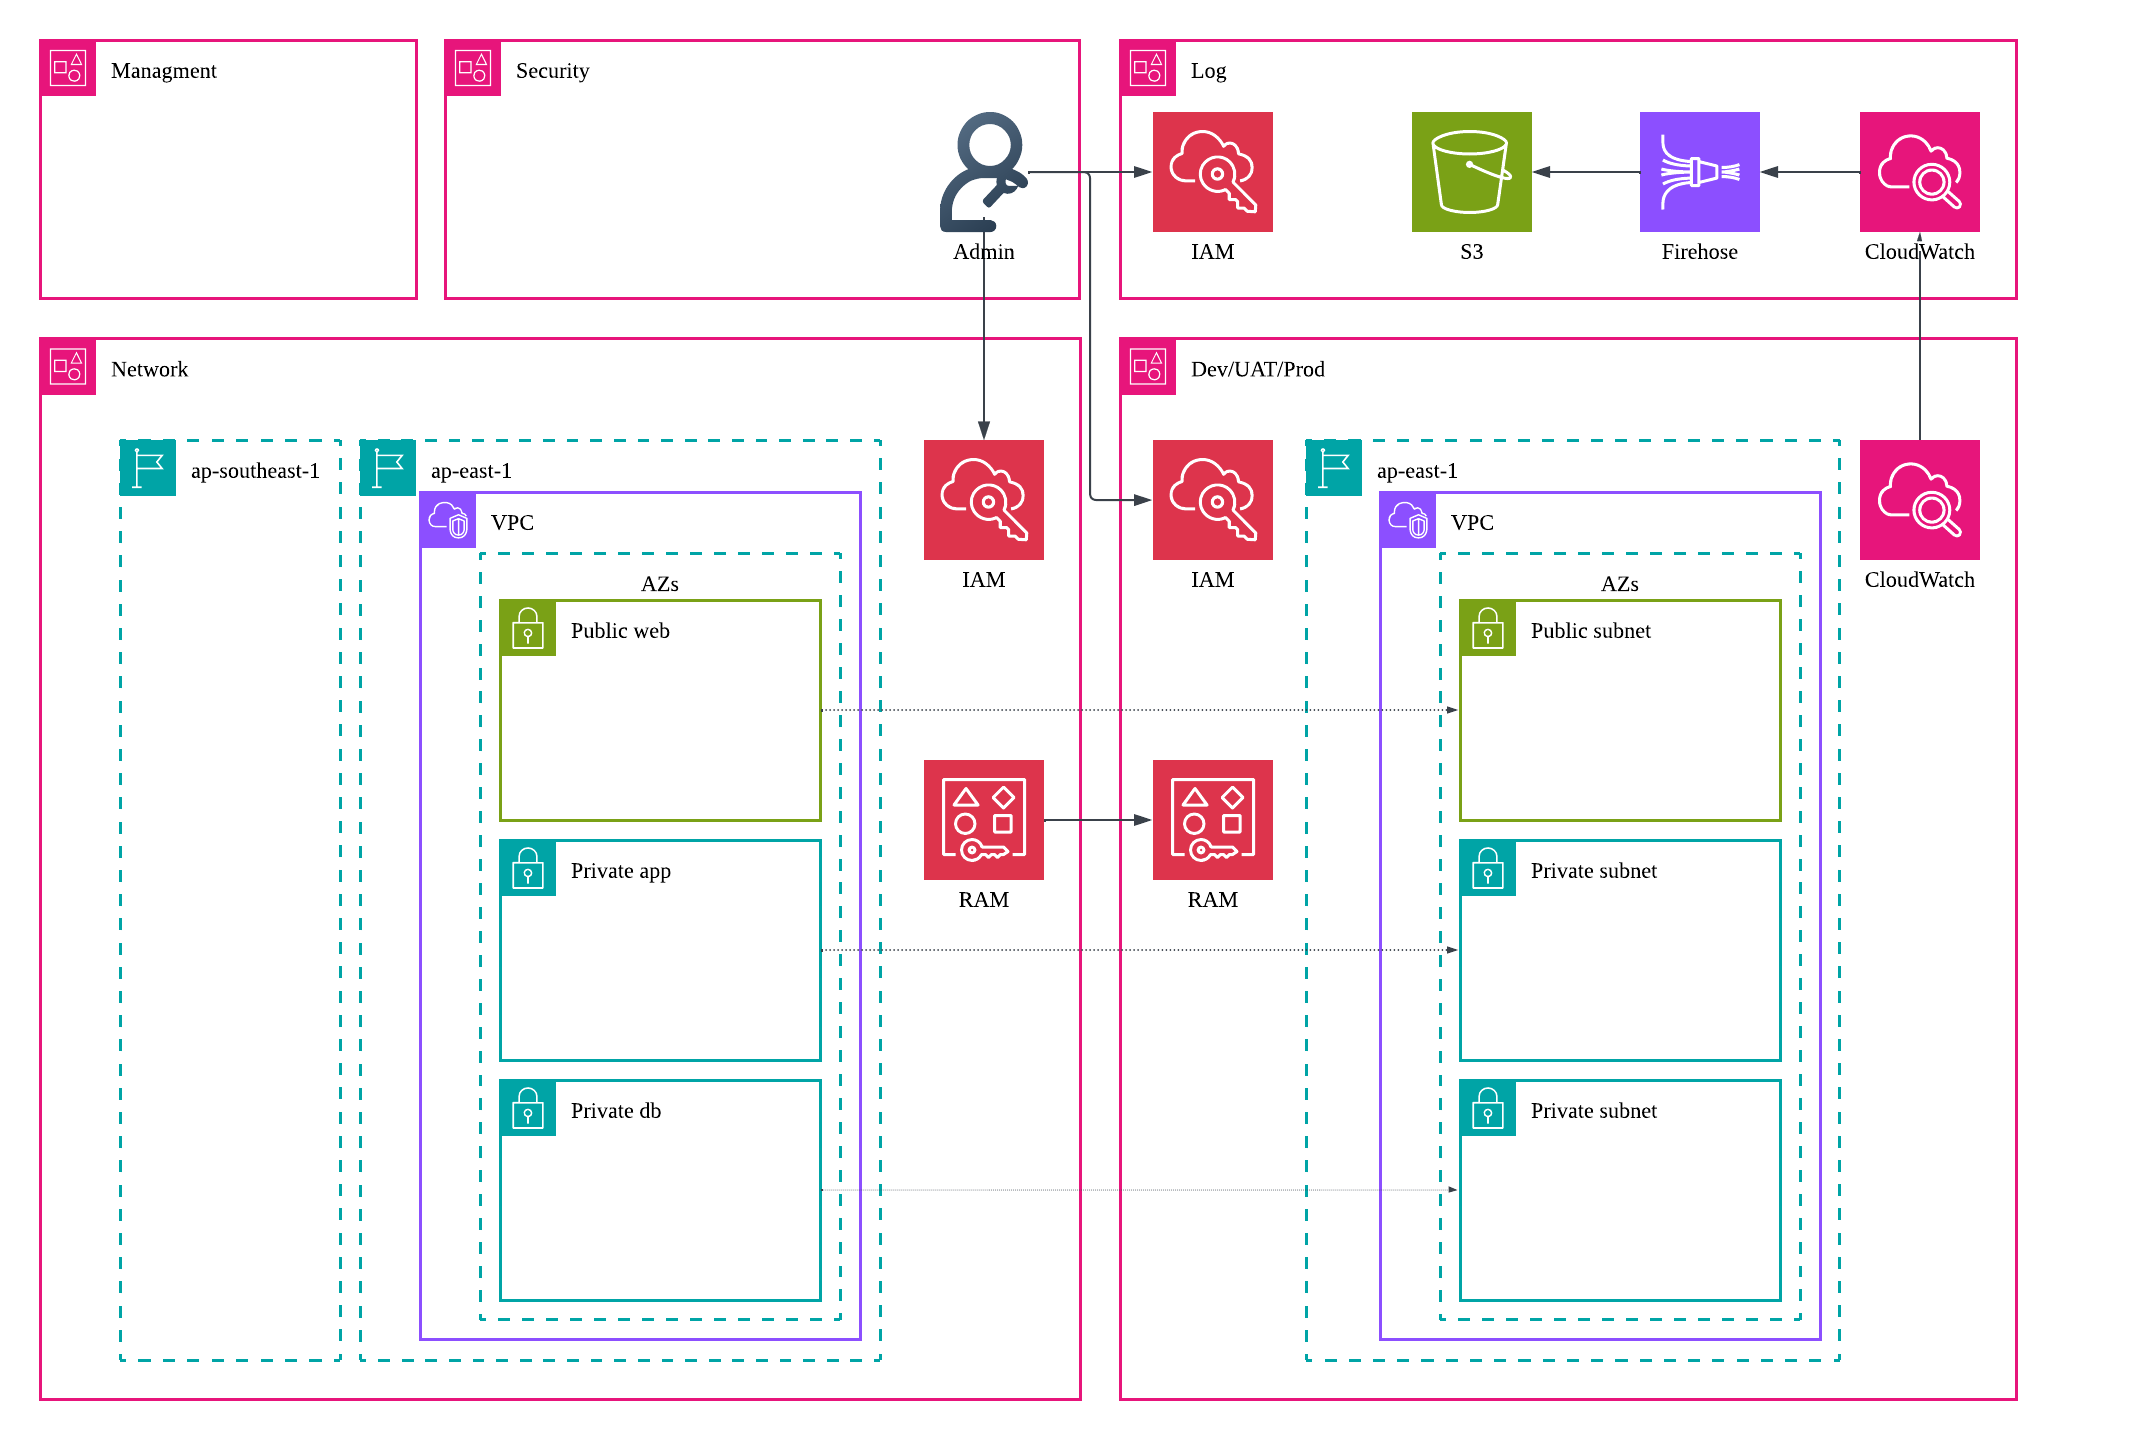 Managment
Security
Admin
Log
IAM
S3
Firehose
CloudWatch
Network
ap-southeast-1
ap-east-1
VPC
AZs
Public web
Private app
Private db
IAM
RAM
Dev/UAT/Prod
IAM
RAM
ap-east-1
VPC
AZs
Public subnet
Private subnet
Private subnet
CloudWatch